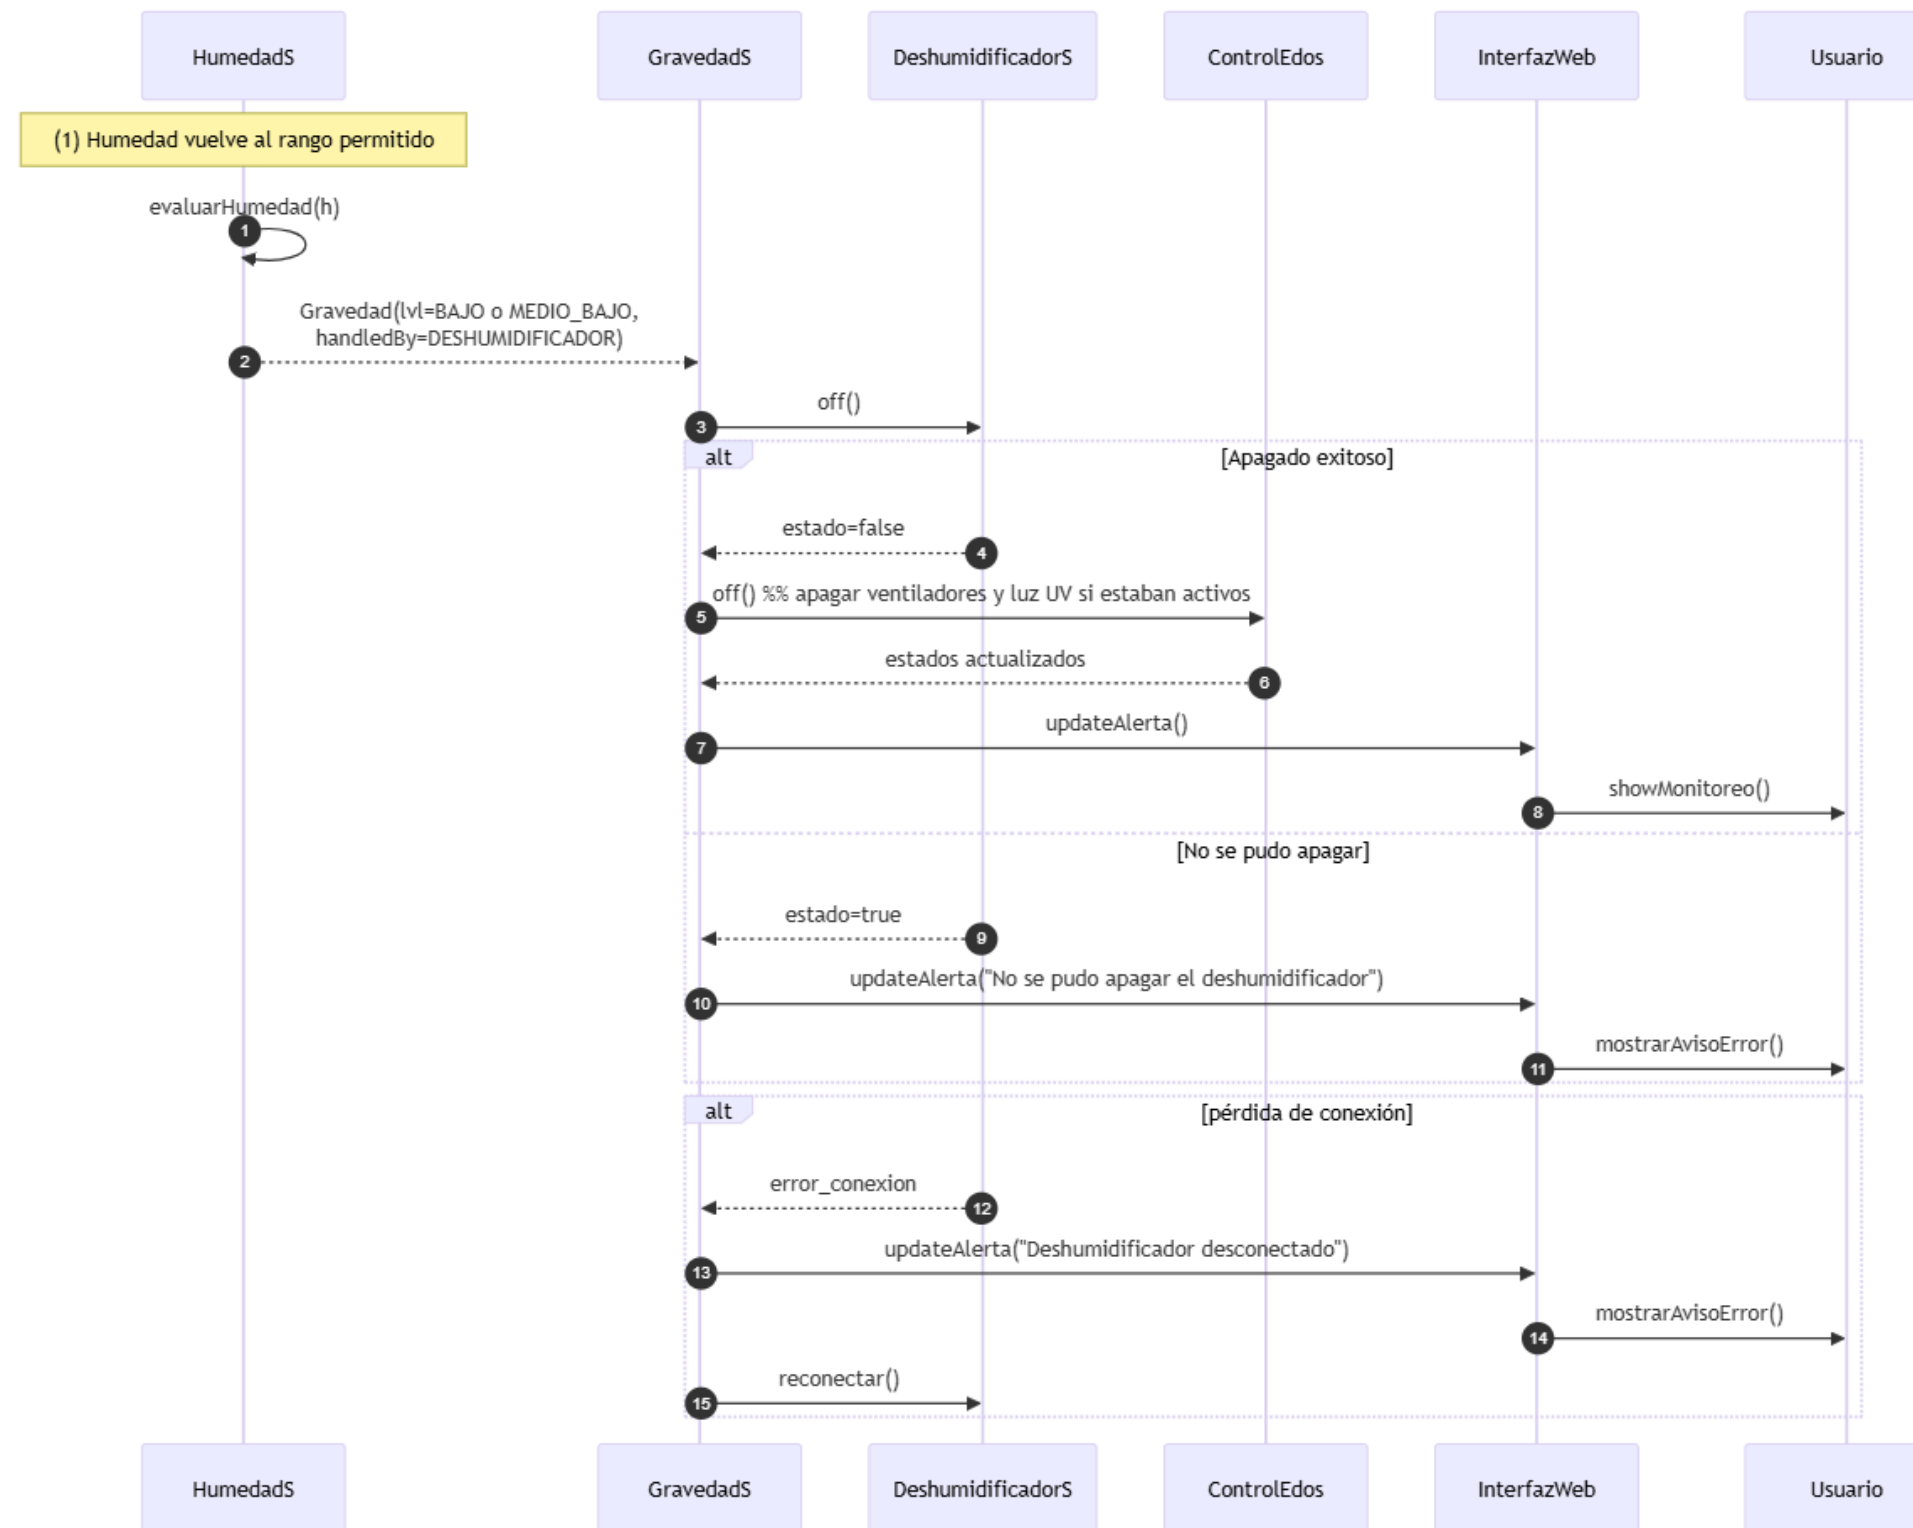 HumedadS
GravedadS
DeshumidificadorS
ControlEdos
InterfazWeb
Usuario
(1) Humedad vuelve al rango permitido
evaluarHumedad(h)
1
Gravedad(lvl=BAJO o MEDIO_BAJO,
handledBy=DESHUMIDIFICADOR)
2
off()
3
alt
[Apagado exitoso]
estado=false
4
off() %% apagar ventiladores y luz UV si estaban activos
5
estados actualizados
6
updateAlerta()
7
showMonitoreo()
8
[No se pudo apagar]
estado=true
9
updateAlerta("No se pudo apagar el deshumidificador")
10
mostrarAvisoError()
11
alt
[pérdida de conexión]
error_conexion
12
updateAlerta("Deshumidificador desconectado")
13
mostrarAvisoError()
14
reconectar()
15
HumedadS
GravedadS
DeshumidificadorS
ControlEdos
InterfazWeb
Usuario